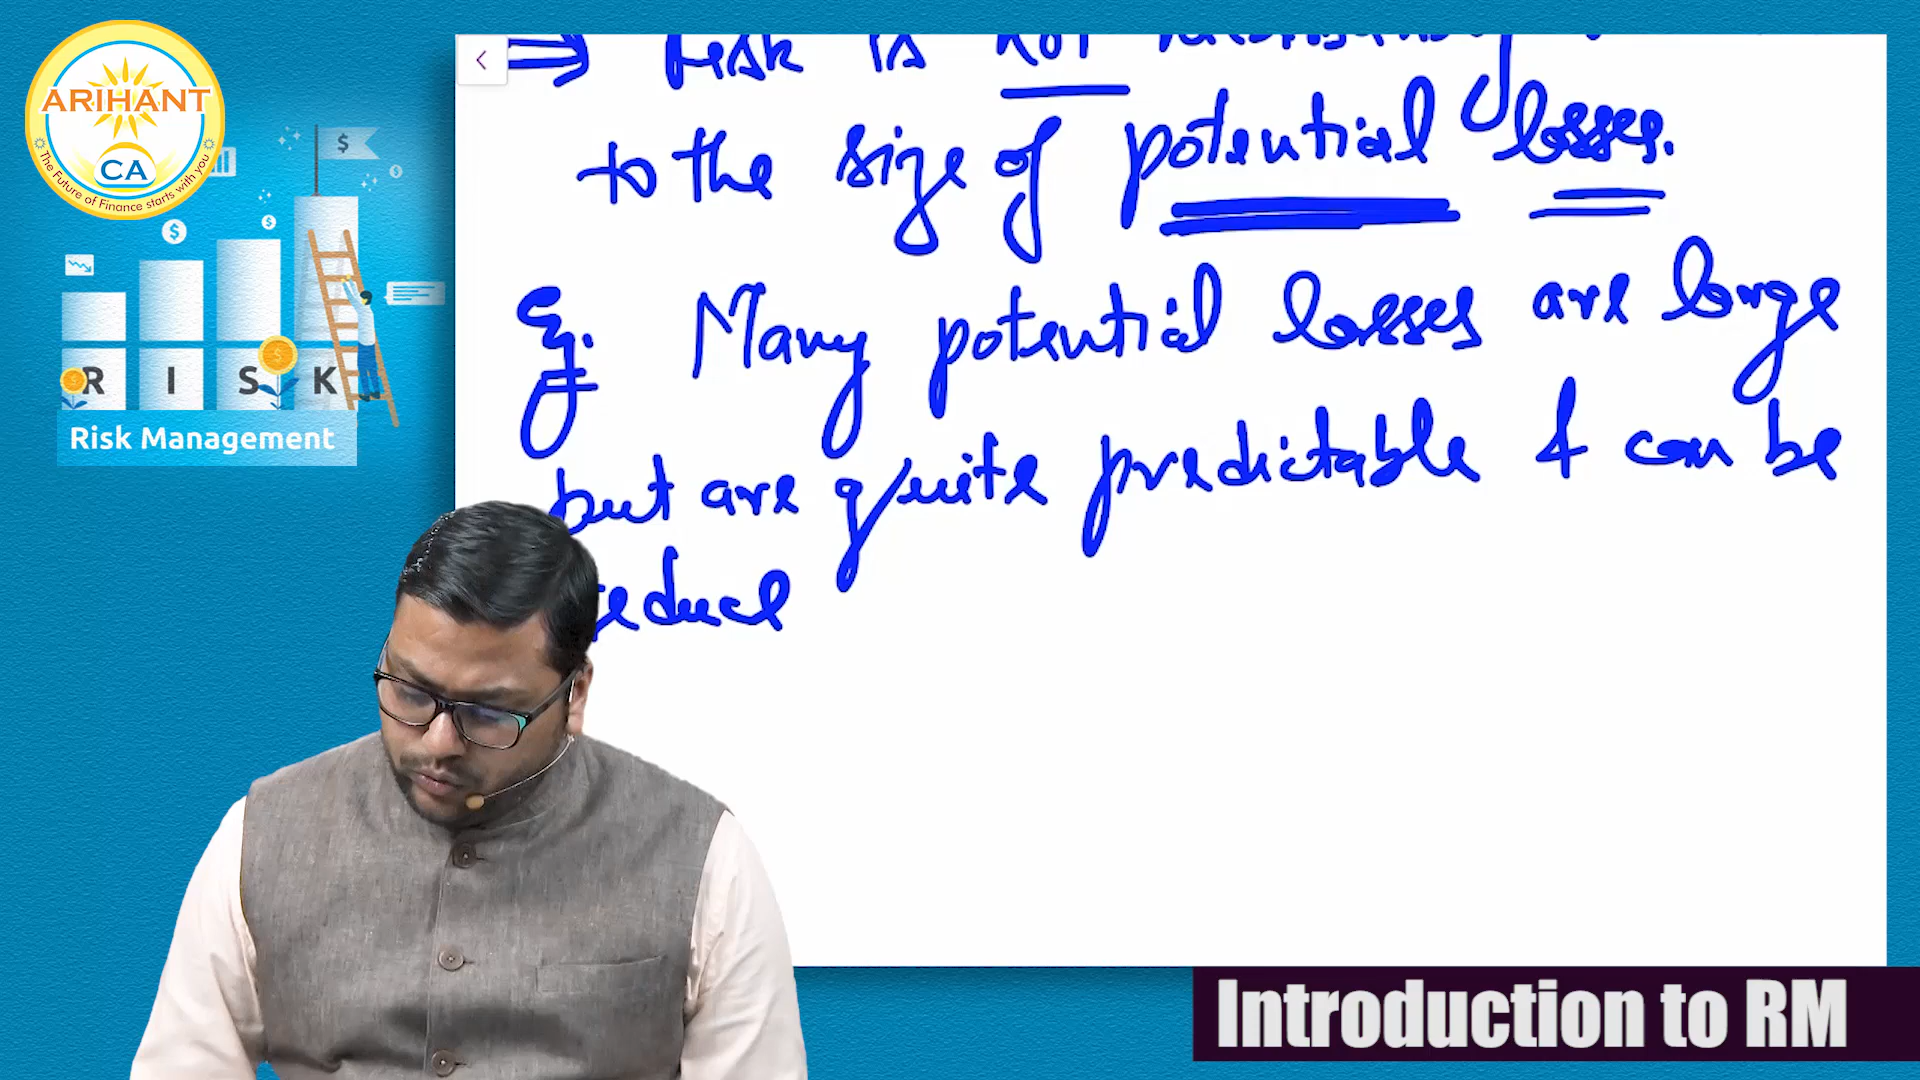 ARIHANT
CA
The Future of Finance starts with you
R I S K
Risk Management
⇒ Risk is NOT
to the size of potential losses.
Eg. Many potential losses are large
but are quite predictable & can be
reduce
Introduction to RM